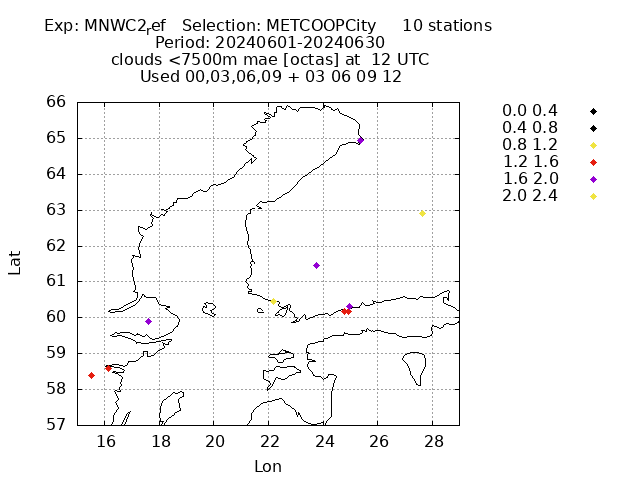 Exp: MNWC2ref Selection: METCOOPCity 10 stations
Period: 20240601-20240630
clouds <7500m mae [octas] at 12 UTC
Used 00,03,06,09 + 03 06 09 12
66
65
64
63
62
61
60
59
58
57
16 18 20 22 24 26 28
Lat
Lon
0.0 0.4
0.4 0.8
0.8 1.2
1.2 1.6
1.6 2.0
2.0 2.4